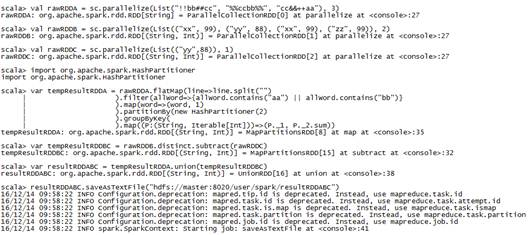 scala> val rawRDDA = sc.parallelize(List("!!bb##cc", "%%ccbb%%", "cc&&++aa"), 3)
rawRDDA: org.apache.spark.rdd.RDD[String] = ParallelCollectionRDD[0] at parallelize at <console>:27
scala> val rawRDDB = sc.parallelize(List(("xx", 99), ("yy", 88), ("xx", 99), ("zz", 99)), 2)
rawRDDB: org.apache.spark.rdd.RDD[(String, Int)] = ParallelCollectionRDD[1] at parallelize at <console>:27
scala> val rawRDDC = sc.parallelize(List(("yy",88)), 1)
rawRDDC: org.apache.spark.rdd.RDD[(String, Int)] = ParallelCollectionRDD[2] at parallelize at <console>:27
scala> import org.apache.spark.HashPartitioner
import org.apache.spark.HashPartitioner
scala> var tempResultRDDA = rawRDDA.flatMap(line=>line.split("")
| ).filter(allword=>{allword.contains("aa") || allword.contains("bb")}
| ).map(word=>(word, 1)
| ).partitionBy(new HashPartitioner(2)
| ).groupByKey(
| ).map((P:(String, Iterable[Int]))=>(P._1, P._2.sum))
tempResultRDDA: org.apache.spark.rdd.RDD[(String, Int)] = MapPartitionsRDD[8] at map at <console>:35
scala> var tempResultRDDBC = rawRDDB.distinct.subtract(rawRDDC)
tempResultRDDBC: org.apache.spark.rdd.RDD[(String, Int)] = MapPartitionsRDD[15] at subtract at <console>:32
scala> var resultRDDABC = tempResultRDDA.union(tempResultRDDBC)
resultRDDABC: org.apache.spark.rdd.RDD[(String, Int)] = UnionRDD[16] at union at <console>:38
scala> resultRDDABC.saveAsTextFile("hdfs://master:8020/user/spark/resultRDDABC")
16/12/14 09:58:22 INFO Configuration.deprecation: mapred.tip.id is deprecated. Instead, use mapreduce.task.id
16/12/14 09:58:22 INFO Configuration.deprecation: mapred.task.id is deprecated. Instead, use mapreduce.task.attempt.id
16/12/14 09:58:22 INFO Configuration.deprecation: mapred.task.is.map is deprecated. Instead, use mapreduce.task.ismap
16/12/14 09:58:22 INFO Configuration.deprecation: mapred.task.partition is deprecated. Instead, use mapreduce.task.partition
16/12/14 09:58:22 INFO Configuration.deprecation: mapred.job.id is deprecated. Instead, use mapreduce.job.id
16/12/14 09:58:22 INFO spark.SparkContext: Starting job: saveAsTextFile at <console>:41